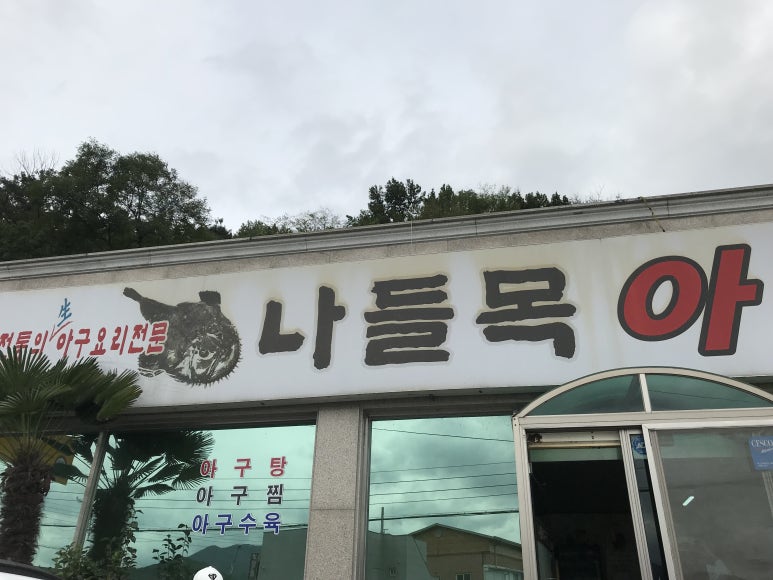 전통의 生 아구요리전문
나들목 아
아구탕
아구찜
아구수육